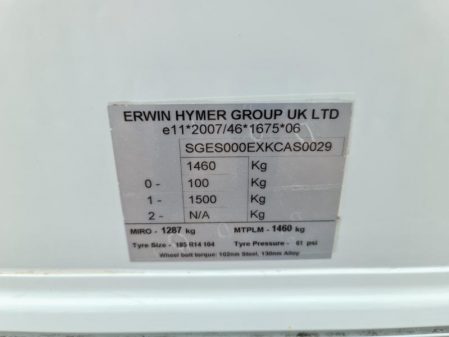 ERWIN HYMER GROUP UK LTD
e11*2007/46*1675*06
SGES000EXKCAS0029
1460 Kg
0 - 100 Kg
1 - 1500 Kg
2 - N/A Kg
MIRO - 1287 kg MTPLM - 1460 kg
Tyre Size - 185 R14 104 Tyre Pressure - 61 psi
Wheel bolt torque: 102nm Steel, 130nm Alloy